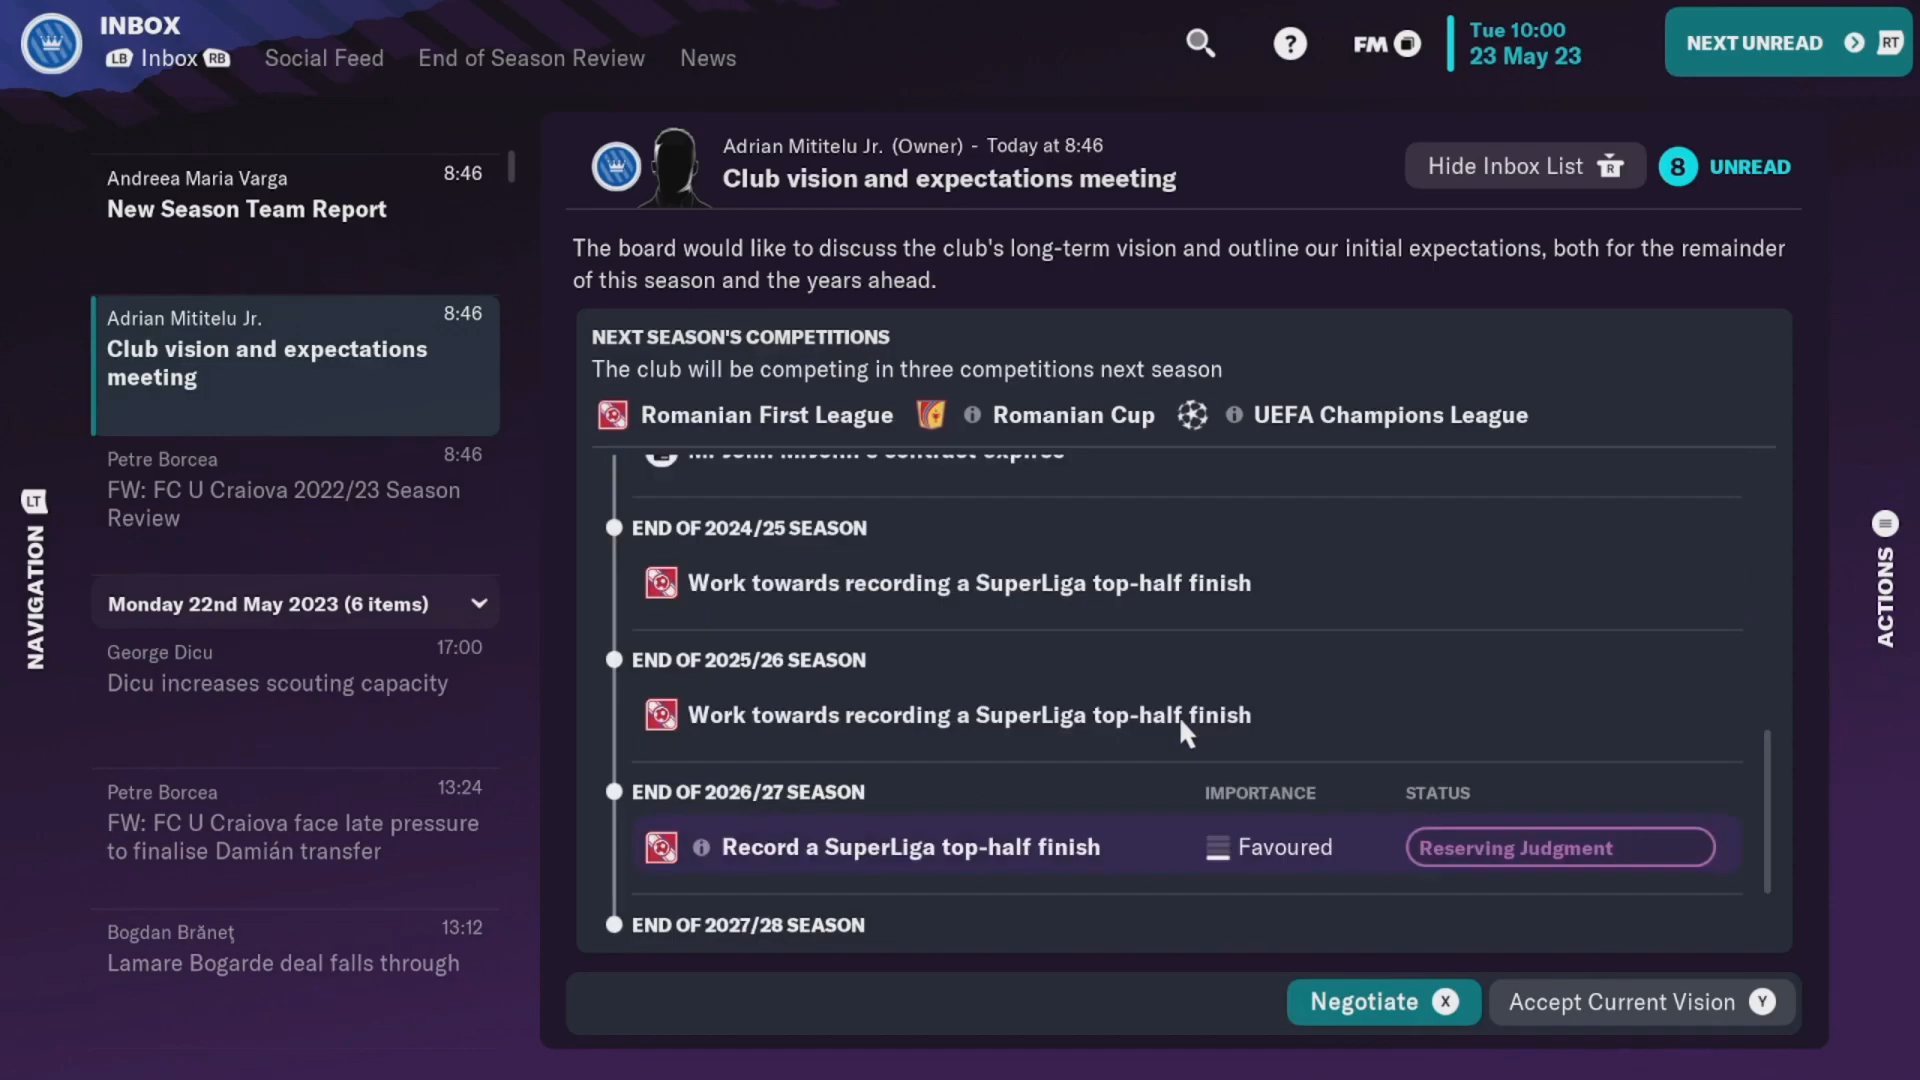 INBOX
LB Inbox RB
Social Feed
End of Season Review
News
?
FM
Tue 10:00
23 May 23
NEXT UNREAD RT
Andreea Maria Varga 8:46
New Season Team Report
Adrian Mititelu Jr. 8:46
Club vision and expectations
meeting
Petre Borcea 8:46
FW: FC U Craiova 2022/23 Season
Review
Monday 22nd May 2023 (6 items)
George Dicu 17:00
Dicu increases scouting capacity
Petre Borcea 13:24
FW: FC U Craiova face late pressure
to finalise Damián transfer
Bogdan Brăneţ 13:12
Lamare Bogarde deal falls through
LT
NAVIGATION
Adrian Mititelu Jr. (Owner) - Today at 8:46
Club vision and expectations meeting
Hide Inbox List R
8 UNREAD
The board would like to discuss the club's long-term vision and outline our initial expectations, both for the remainder
of this season and the years ahead.
NEXT SEASON'S COMPETITIONS
The club will be competing in three competitions next season
Romanian First League Romanian Cup UEFA Champions League
contract expires
END OF 2024/25 SEASON
Work towards recording a SuperLiga top-half finish
END OF 2025/26 SEASON
Work towards recording a SuperLiga top-half finish
END OF 2026/27 SEASON IMPORTANCE STATUS
Record a SuperLiga top-half finish Favoured Reserving Judgment
END OF 2027/28 SEASON
Negotiate X
Accept Current Vision Y
ACTIONS